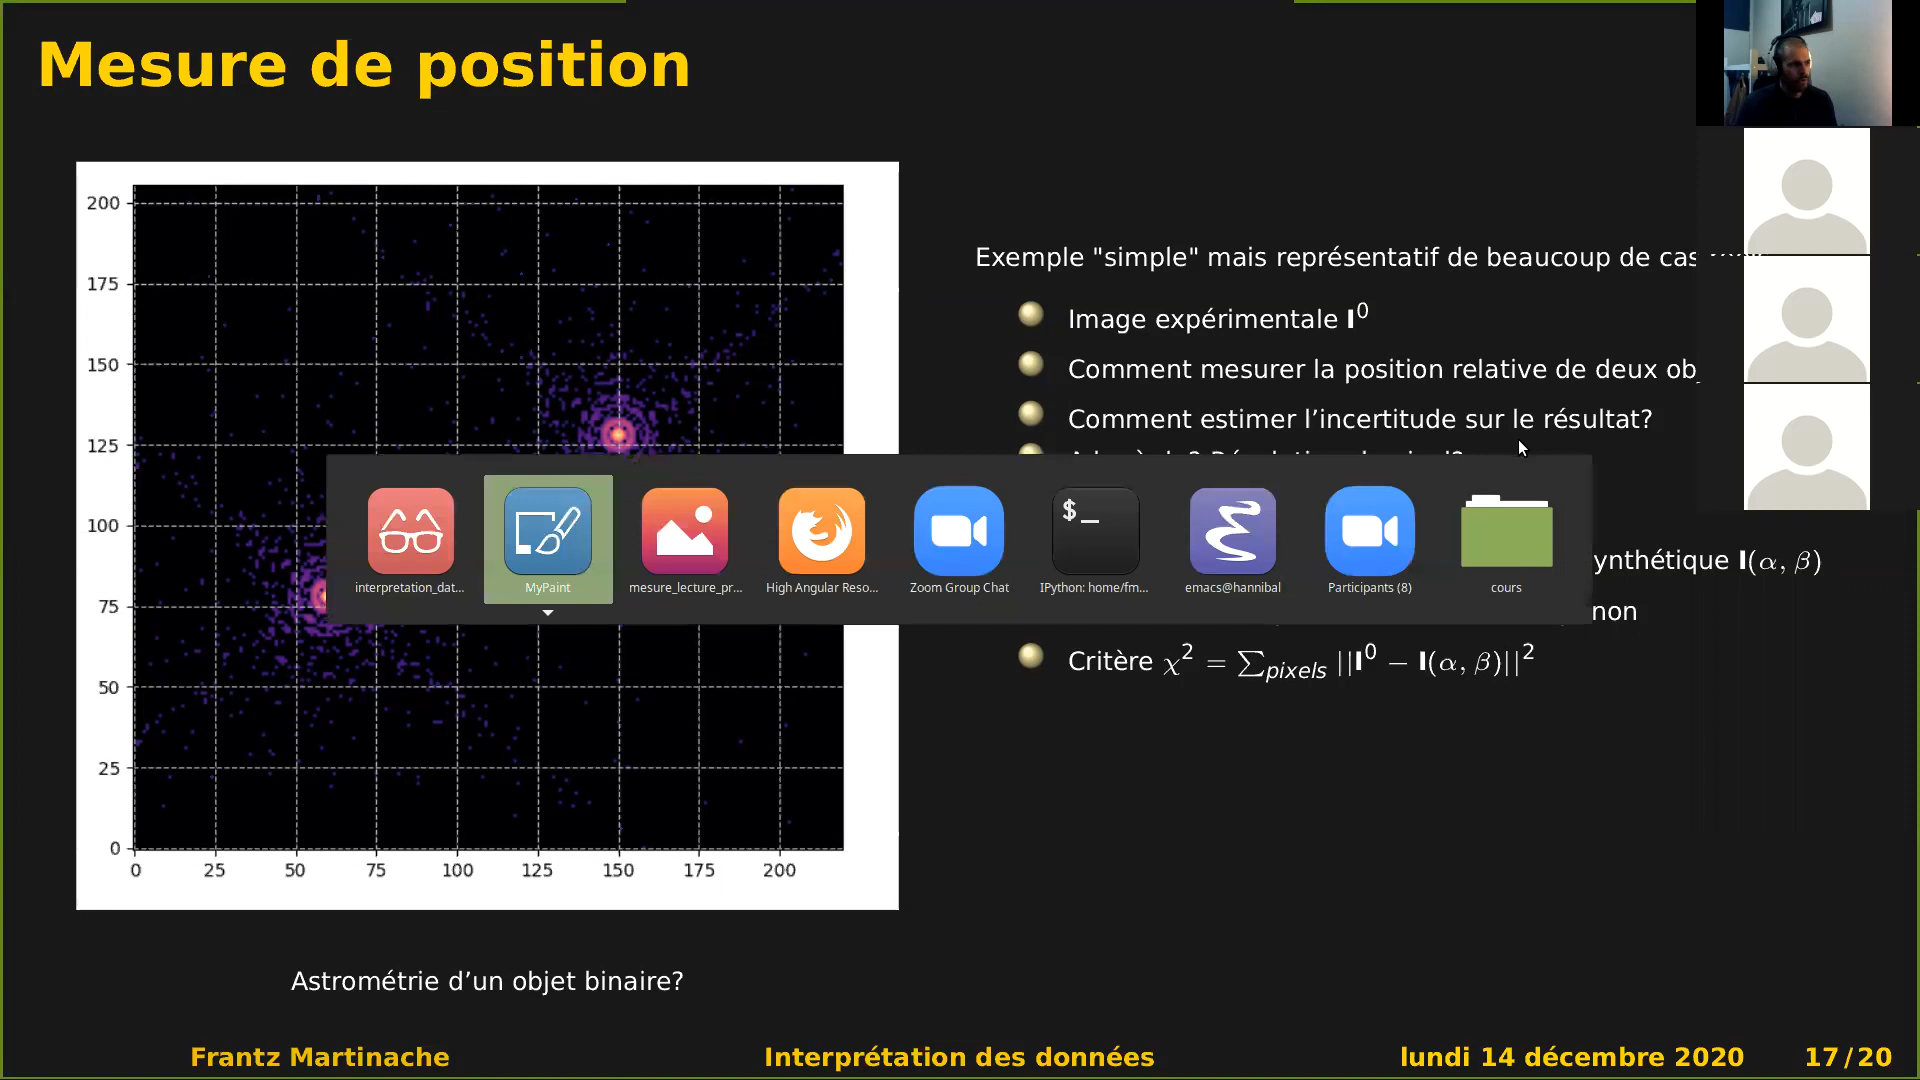 Mesure de position
200
175
150
125
100
75
50
25
0
0 25 50 75 100 125 150 175 200
Astrométrie d’un objet binaire?
Exemple "simple" mais représentatif de beaucoup de cas
Image expérimentale I⁰
Comment mesurer la position relative de deux
Comment estimer l’incertitude sur le résultat?
I(α, β)
non
Critère χ² = ∑pixels ||I⁰ − I(α, β)||²
$_
interpretation_dat... MyPaint mesure_lecture_pr... High Angular Reso... Zoom Group Chat IPython: home/fm... emacs@hannibal Participants (8) cours
Frantz Martinache Interprétation des données lundi 14 décembre 2020 17/20